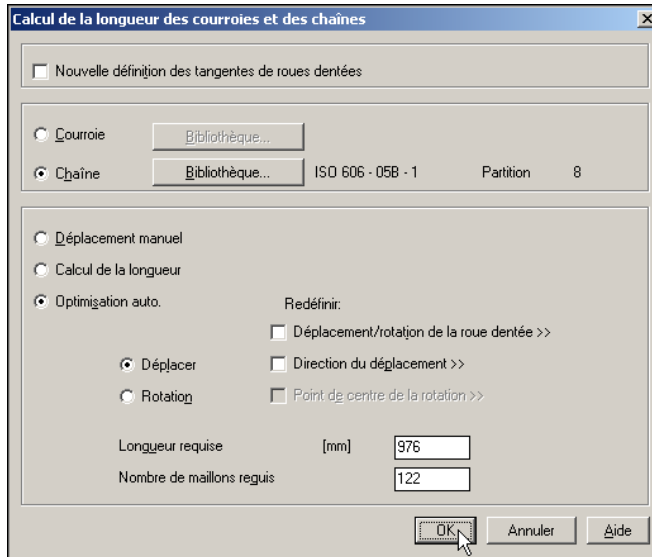 Calcul de la longueur des courroies et des chaînes
Nouvelle définition des tangentes de roues dentées
Courroie Bibliothèque...
Chaîne Bibliothèque... ISO 606 - 05B - 1 Partition 8
Déplacement manuel
Calcul de la longueur
Optimisation auto. Redéfinir:
Déplacement/rotation de la roue dentée >>
Déplacer Direction du déplacement >>
Rotation Point de centre de la rotation >>
Longueur requise [mm] 976
Nombre de maillons reguis 122
OK Annuler Aide